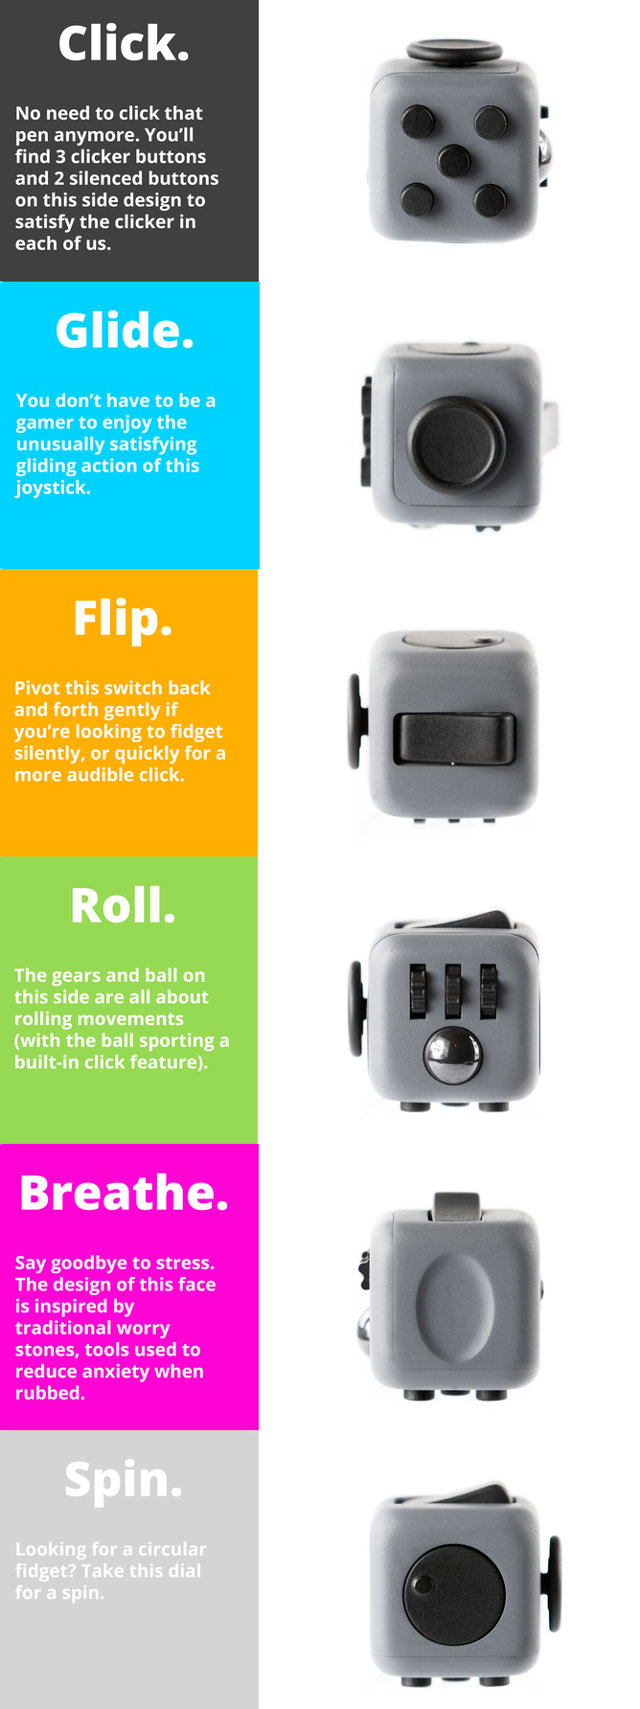 Click.
No need to click that
pen anymore. You’ll
find 3 clicker buttons
and 2 silenced buttons
on this side design to
satisfy the clicker in
each of us.
Glide.
You don’t have to be a
gamer to enjoy the
unusually satisfying
gliding action of this
joystick.
Flip.
Pivot this switch back
and forth gently if
you’re looking to fidget
silently, or quickly for a
more audible click.
Roll.
The gears and ball on
this side are all about
rolling movements
(with the ball sporting a
built-in click feature).
Breathe.
Say goodbye to stress.
The design of this face
is inspired by
traditional worry
stones, tools used to
reduce anxiety when
rubbed.
Spin.
Looking for a circular
fidget? Take this dial
for a spin.